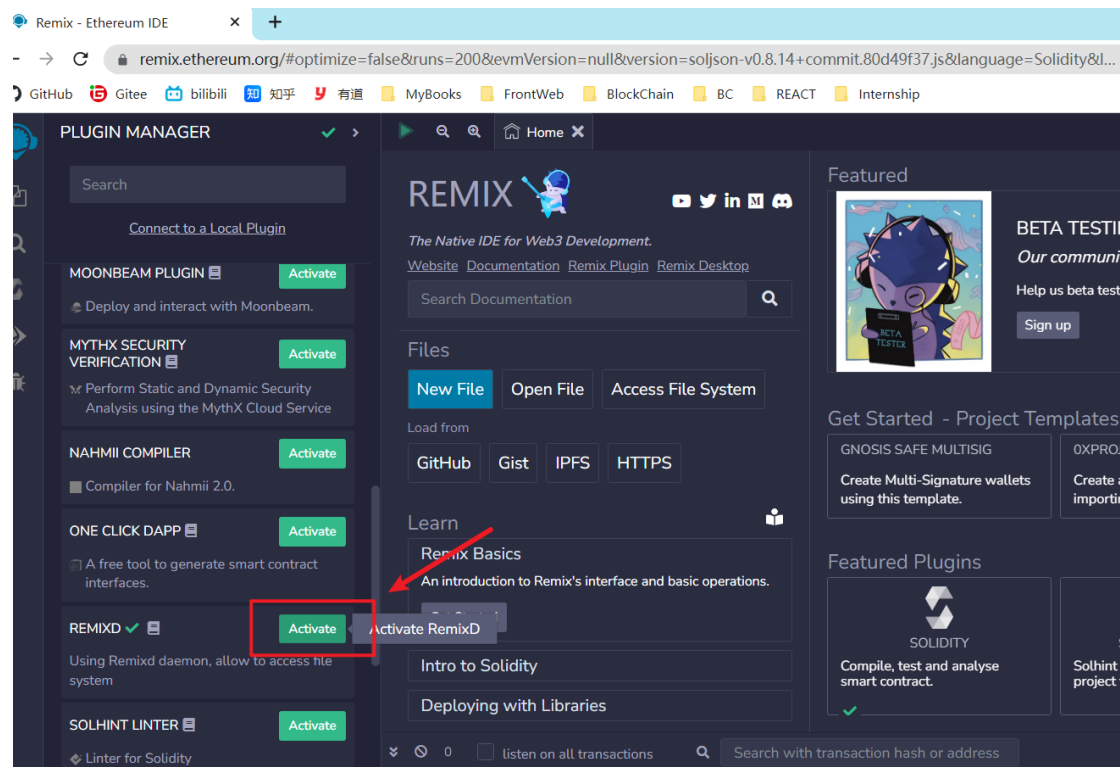 Remix - Ethereum IDE
remix.ethereum.org/#optimize=false&runs=200&evmVersion=null&version=soljson-v0.8.14+commit.80d49f37.js&language=Solidity&l...
GitHub Gitee bilibili 知 知乎 y 有道 MyBooks FrontWeb BlockChain BC REACT Internship
PLUGIN MANAGER
Search
Connect to a Local Plugin
MOONBEAM PLUGIN Activate
Deploy and interact with Moonbeam.
MYTHX SECURITY
VERIFICATION
Activate
Perform Static and Dynamic Security
Analysis using the MythX Cloud Service
NAHMII COMPILER Activate
Compiler for Nahmii 2.0.
ONE CLICK DAPP Activate
A free tool to generate smart contract
interfaces.
REMIXD Activate
Activate RemixD
Using Remixd daemon, allow to access file
system
SOLHINT LINTER Activate
Linter for Solidity
Home
REMIX
The Native IDE for Web3 Development.
Website Documentation Remix Plugin Remix Desktop
Search Documentation
Files
New File Open File Access File System
Load from
GitHub Gist IPFS HTTPS
Learn
Remix Basics
An introduction to Remix's interface and basic operations.
Intro to Solidity
Deploying with Libraries
0 listen on all transactions Search with transaction hash or address
Featured
BETA
TESTER
BETA TESTI
Our communi
Help us beta test
Sign up
Get Started - Project Templates
GNOSIS SAFE MULTISIG
Create Multi-Signature wallets
using this template.
0XPRO
Create
importi
Featured Plugins
SOLIDITY
Compile, test and analyse
smart contract.
Solhint
project